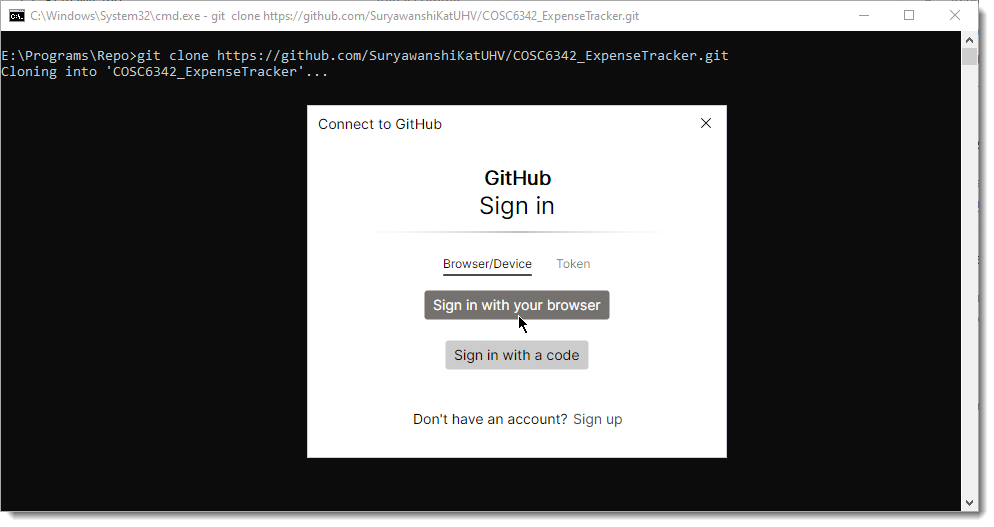 C:\Windows\System32\cmd.exe - git  clone https://github.com/SuryawanshiKatUHV/COSC6342_ExpenseTracker.git
E:\Programs\Repo>git clone https://github.com/SuryawanshiKatUHV/COSC6342_ExpenseTracker.git
Cloning into 'COSC6342_ExpenseTracker'...
Connect to GitHub
GitHub
Sign in
Browser/Device Token
Sign in with your browser
Sign in with a code
Don't have an account? Sign up